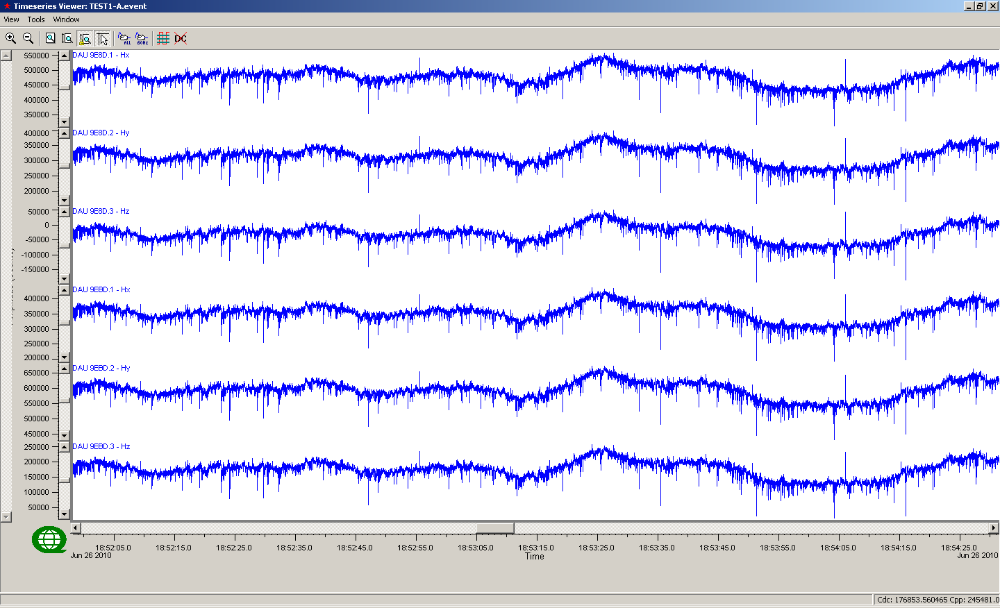 Timeseries Viewer: TEST1-A.event
View Tools Window
ALL 60Hz DC
DAU 9E8D.1 - Hx
550000
500000
450000
400000
350000
DAU 9E8D.2 - Hy
400000
350000
300000
250000
200000
DAU 9E8D.3 - Hz
50000
0
-50000
-100000
-150000
DAU 9EBD.1 - Hx
400000
350000
300000
250000
200000
DAU 9EBD.2 - Hy
650000
600000
550000
500000
450000
DAU 9EBD.3 - Hz
250000
200000
150000
100000
50000
18:52:05.0 18:52:15.0 18:52:25.0 18:52:35.0 18:52:45.0 18:52:55.0 18:53:05.0 18:53:15.0 18:53:25.0 18:53:35.0 18:53:45.0 18:53:55.0 18:54:05.0 18:54:15.0 18:54:25.0
Jun 26 2010 Time Jun 26 2010
Cdc: 176853.560465 Cpp: 245481.0